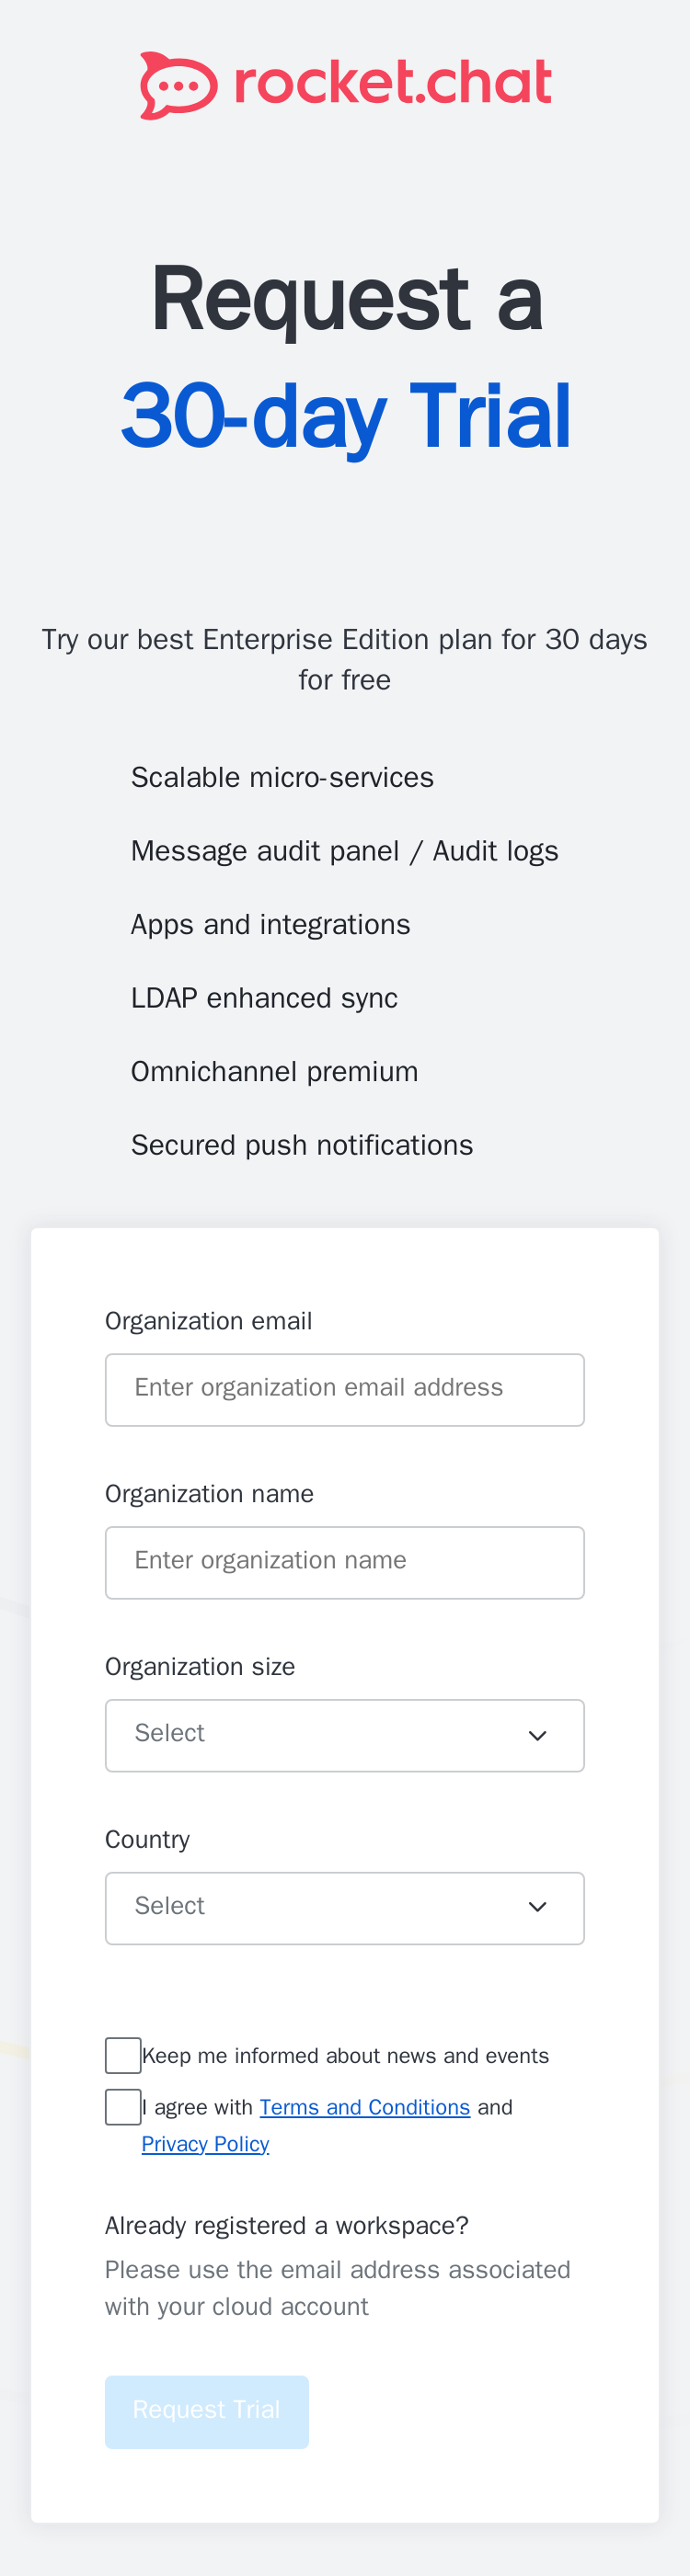 rocket.chat
Request a
30-day Trial
Try our best Enterprise Edition plan for 30 days
for free
Scalable micro-services
Message audit panel / Audit logs
Apps and integrations
LDAP enhanced sync
Omnichannel premium
Secured push notifications
Organization email
Enter organization email address
Organization name
Enter organization name
Organization size
Select
Country
Select
Keep me informed about news and events
I agree with Terms and Conditions and
Privacy Policy
Already registered a workspace?
Please use the email address associated
with your cloud account
Request Trial